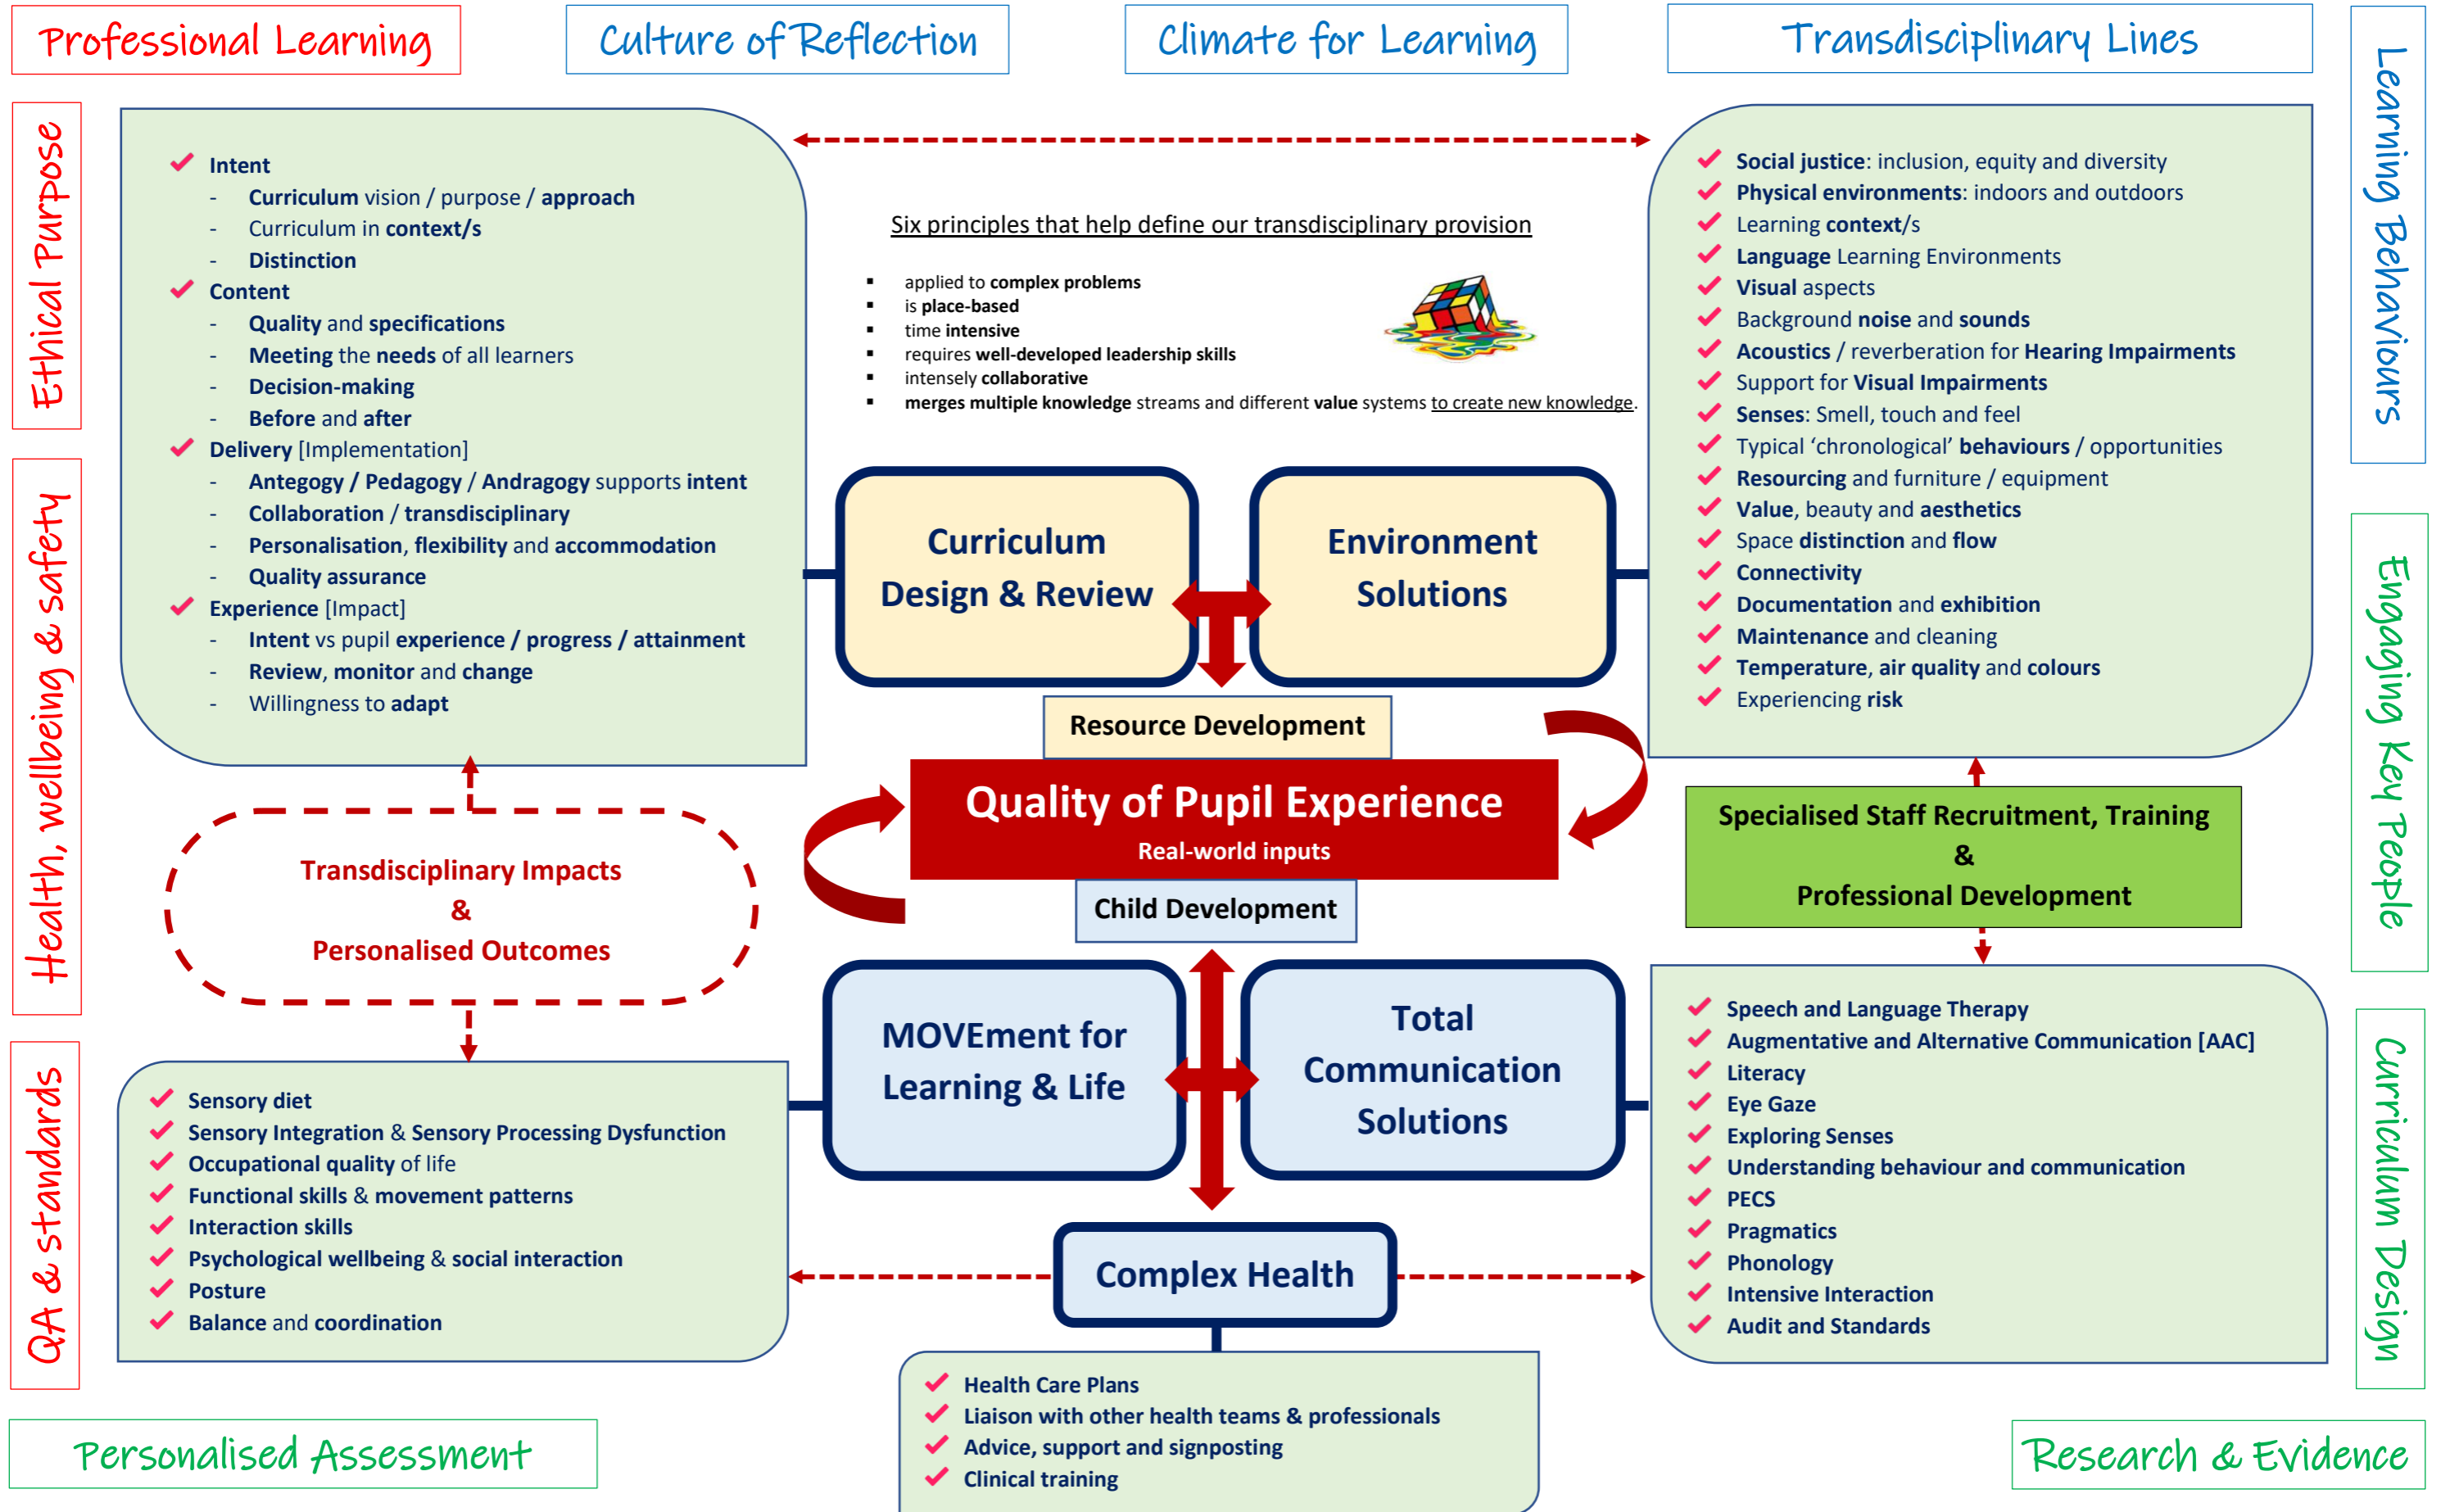 Professional Learning
Culture of Reflection
Climate for Learning
Transdisciplinary Lines
Ethical Purpose
Health, wellbeing & safety
QA & standards
Learning Behaviours
Engaging Key People
Curriculum Design
✓ Intent
- Curriculum vision / purpose / approach
- Curriculum in context/s
- Distinction
✓ Content
- Quality and specifications
- Meeting the needs of all learners
- Decision-making
- Before and after
✓ Delivery [Implementation]
- Antegogy / Pedagogy / Andragogy supports intent
- Collaboration / transdisciplinary
- Personalisation, flexibility and accommodation
- Quality assurance
✓ Experience [Impact]
- Intent vs pupil experience / progress / attainment
- Review, monitor and change
- Willingness to adapt
Six principles that help define our transdisciplinary provision
▪ applied to complex problems
▪ is place-based
▪ time intensive
▪ requires well-developed leadership skills
▪ intensely collaborative
▪ merges multiple knowledge streams and different value systems to create new knowledge.
✓ Social justice: inclusion, equity and diversity
✓ Physical environments: indoors and outdoors
✓ Learning context/s
✓ Language Learning Environments
✓ Visual aspects
✓ Background noise and sounds
✓ Acoustics / reverberation for Hearing Impairments
✓ Support for Visual Impairments
✓ Senses: Smell, touch and feel
✓ Typical ‘chronological’ behaviours / opportunities
✓ Resourcing and furniture / equipment
✓ Value, beauty and aesthetics
✓ Space distinction and flow
✓ Connectivity
✓ Documentation and exhibition
✓ Maintenance and cleaning
✓ Temperature, air quality and colours
✓ Experiencing risk
Curriculum
Design & Review
Environment
Solutions
Resource Development
Quality of Pupil Experience
Real-world inputs
Child Development
Transdisciplinary Impacts
&
Personalised Outcomes
Specialised Staff Recruitment, Training
&
Professional Development
MOVEment for
Learning & Life
Total
Communication
Solutions
Complex Health
✓ Sensory diet
✓ Sensory Integration & Sensory Processing Dysfunction
✓ Occupational quality of life
✓ Functional skills & movement patterns
✓ Interaction skills
✓ Psychological wellbeing & social interaction
✓ Posture
✓ Balance and coordination
✓ Speech and Language Therapy
✓ Augmentative and Alternative Communication [AAC]
✓ Literacy
✓ Eye Gaze
✓ Exploring Senses
✓ Understanding behaviour and communication
✓ PECS
✓ Pragmatics
✓ Phonology
✓ Intensive Interaction
✓ Audit and Standards
✓ Health Care Plans
✓ Liaison with other health teams & professionals
✓ Advice, support and signposting
✓ Clinical training
Personalised Assessment
Research & Evidence